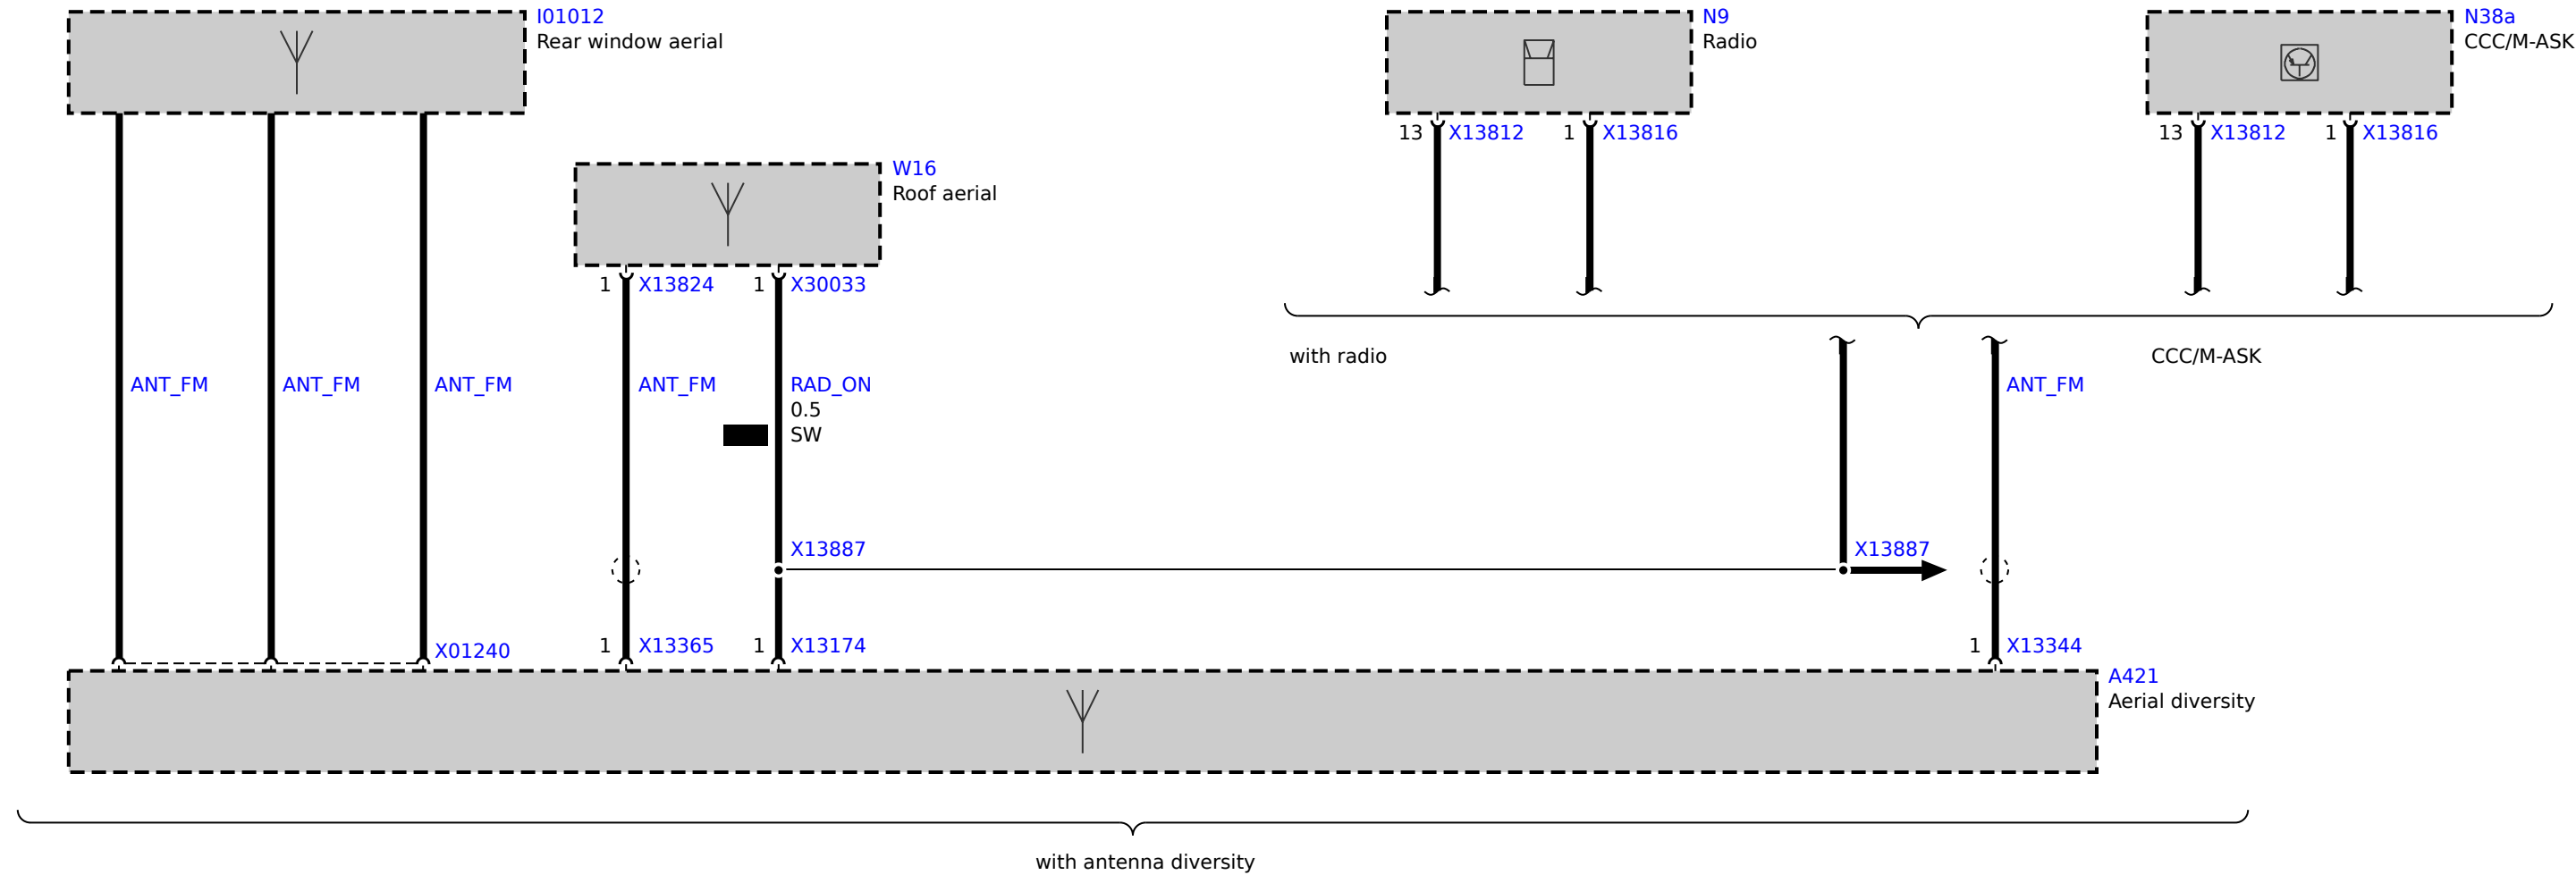 I01012
Rear window aerial
N9
Radio
N38a
CCC/M-ASK
13 X13812 1 X13816
13 X13812 1 X13816
W16
Roof aerial
1 X13824 1 X30033
with radio
CCC/M-ASK
ANT_FM ANT_FM ANT_FM ANT_FM RAD_ON ANT_FM
0.5
SW
X13887 X13887
X01240 1 X13365 1 X13174 1 X13344
A421
Aerial diversity
with antenna diversity